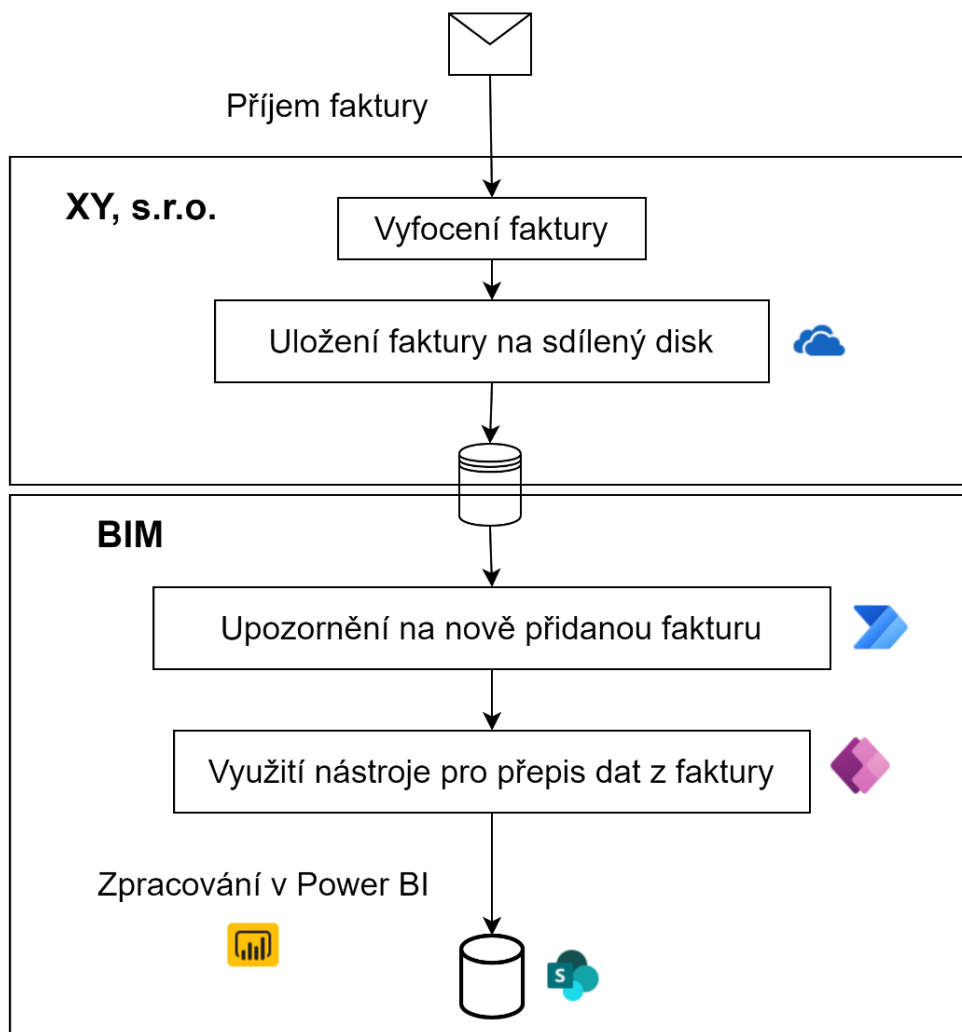 Příjem faktury
XY, s.r.o.
Vyfocení faktury
Uložení faktury na sdílený disk
BIM
Upozornění na nově přidanou fakturu
Využití nástroje pro přepis dat z faktury
Zpracování v Power BI
S